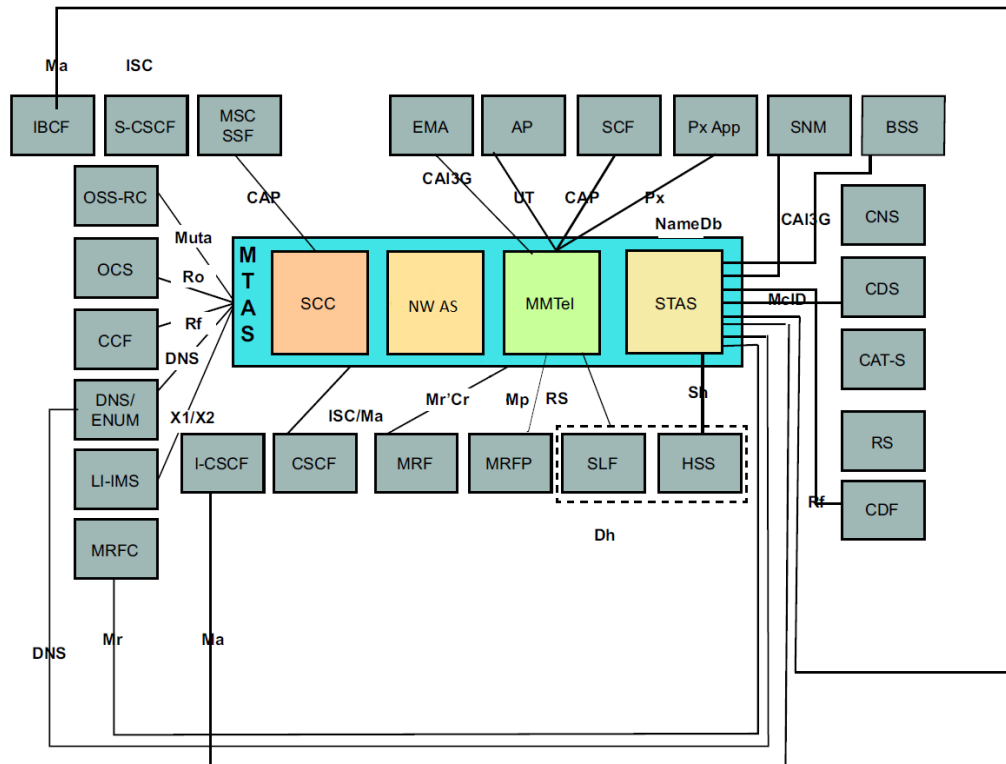 Ma
ISC
IBCF
S-CSCF
MSC
SSF
EMA
AP
SCF
Px App
SNM
BSS
OSS-RC
CAP
CAI3G
UT
CAP
Px
NameDb
CAI3G
CNS
Muta
OCS
Ro
MTAS
SCC
NW AS
MMTel
STAS
McID
CDS
CCF
Rf
DNS
CAT-S
DNS/
ENUM
X1/X2
ISC/Ma
Mr'Cr
Mp
RS
Sh
LI-IMS
I-CSCF
CSCF
MRF
MRFP
SLF
HSS
RS
Rf
CDF
MRFC
Dh
DNS
Mr
Ma